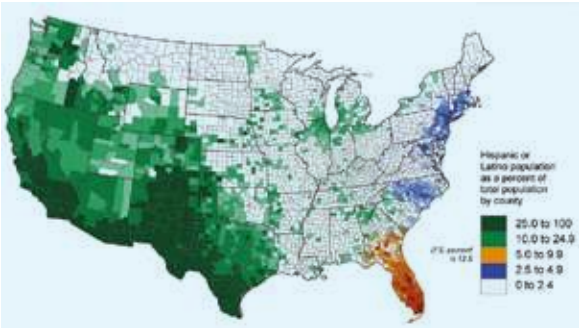 Hispanic or
Latino population
as a percent of
total population
by county
25.0 to 100
10.0 to 24.9
5.0 to 9.9
2.5 to 4.9
0 to 2.4
is 12.5